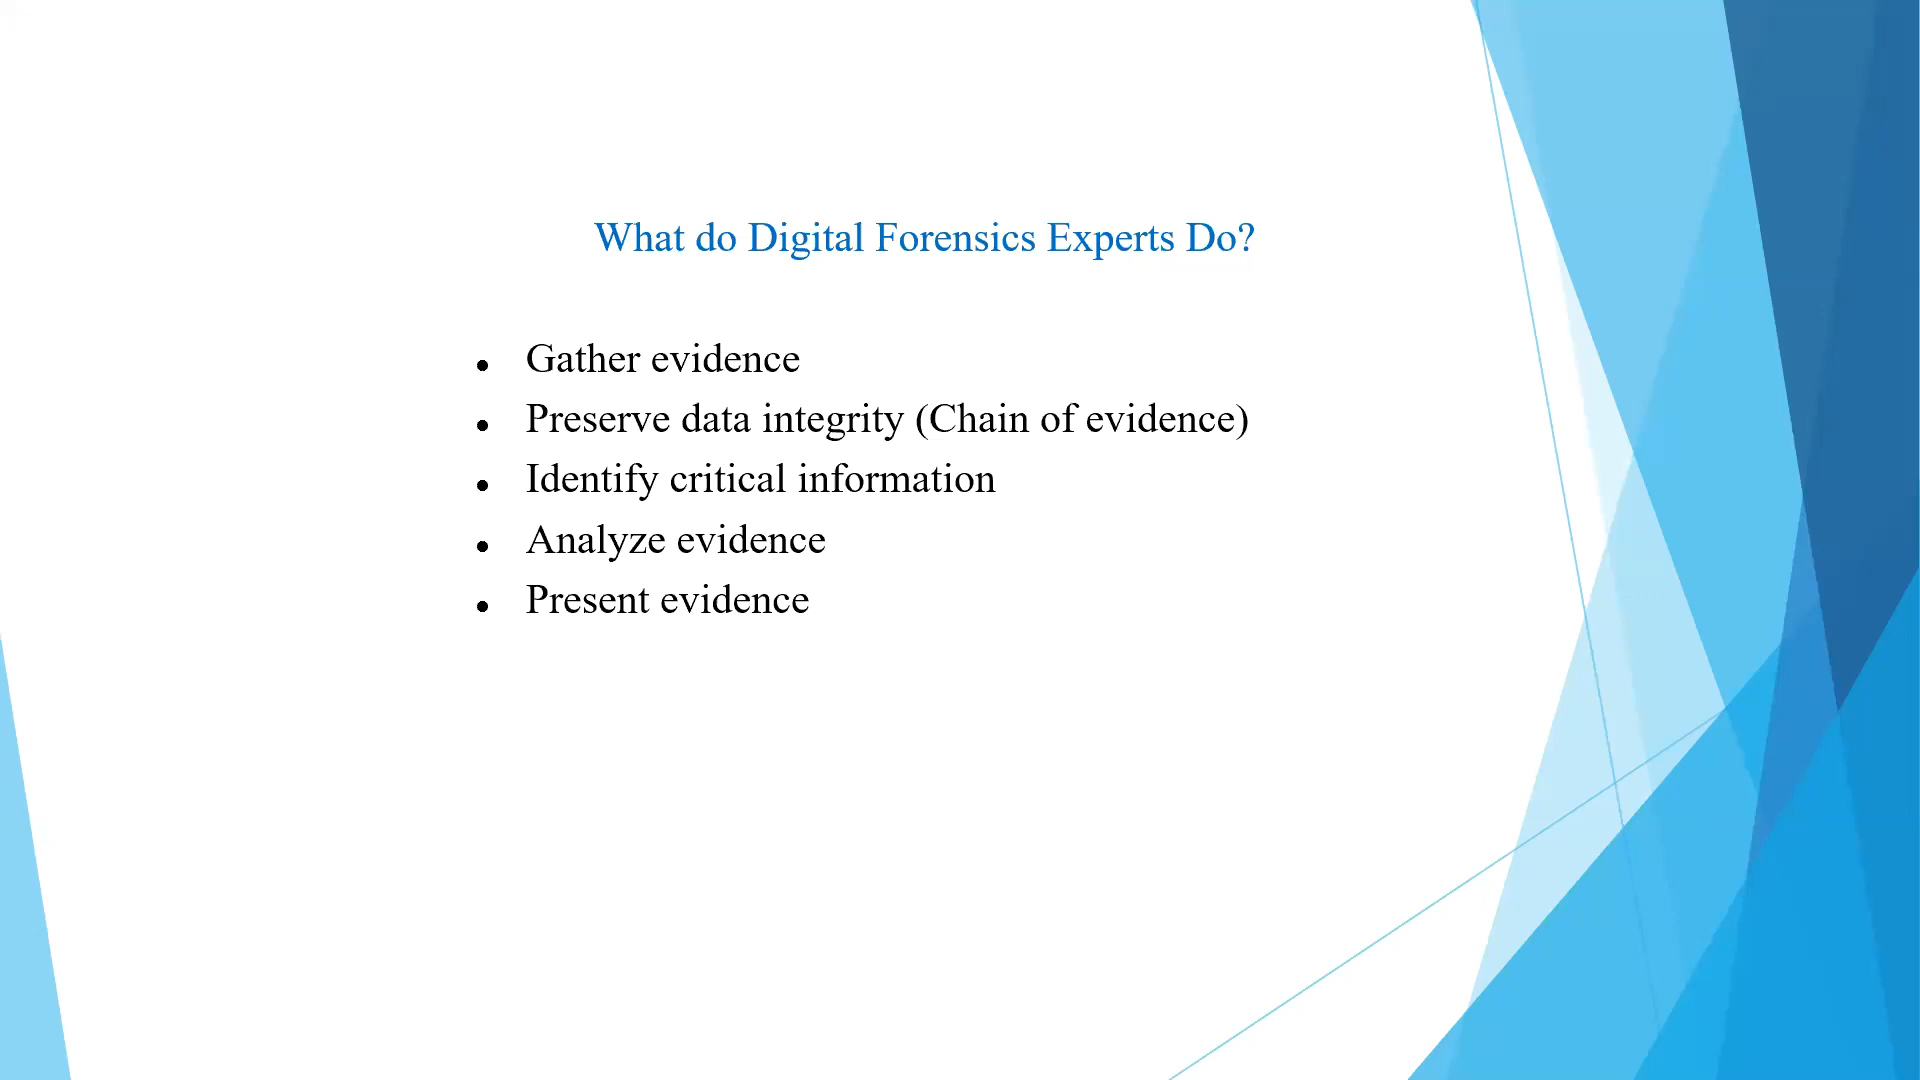 What do Digital Forensics Experts Do?
• Gather evidence
• Preserve data integrity (Chain of evidence)
• Identify critical information
• Analyze evidence
• Present evidence